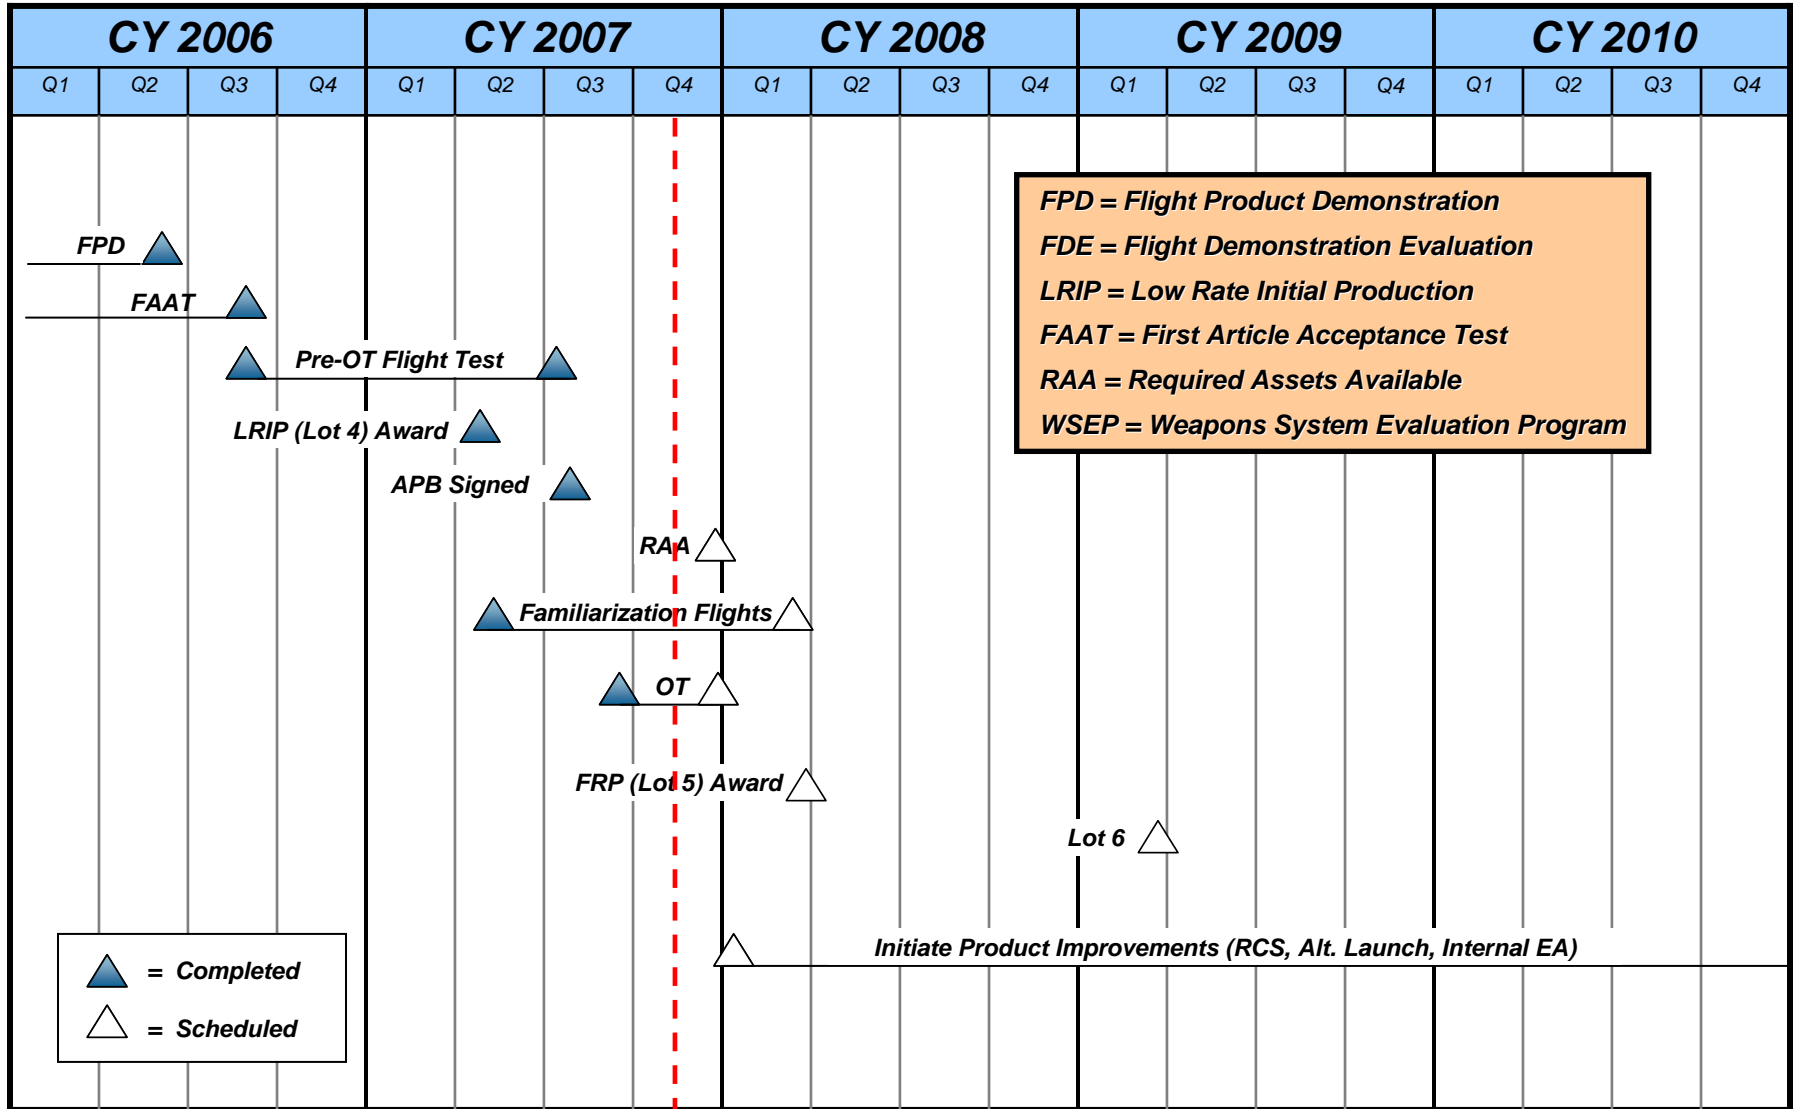 CY 2006 CY 2007 CY 2008 CY 2009 CY 2010
Q1 Q2 Q3 Q4 Q1 Q2 Q3 Q4 Q1 Q2 Q3 Q4 Q1 Q2 Q3 Q4 Q1 Q2 Q3 Q4
FPD = Flight Product Demonstration
FDE = Flight Demonstration Evaluation
LRIP = Low Rate Initial Production
FAAT = First Article Acceptance Test
RAA = Required Assets Available
WSEP = Weapons System Evaluation Program
FPD
FAAT
Pre-OT Flight Test
LRIP (Lot 4) Award
APB Signed
RAA
Familiarization Flights
OT
FRP (Lot 5) Award
Lot 6
Initiate Product Improvements (RCS, Alt. Launch, Internal EA)
= Completed
= Scheduled